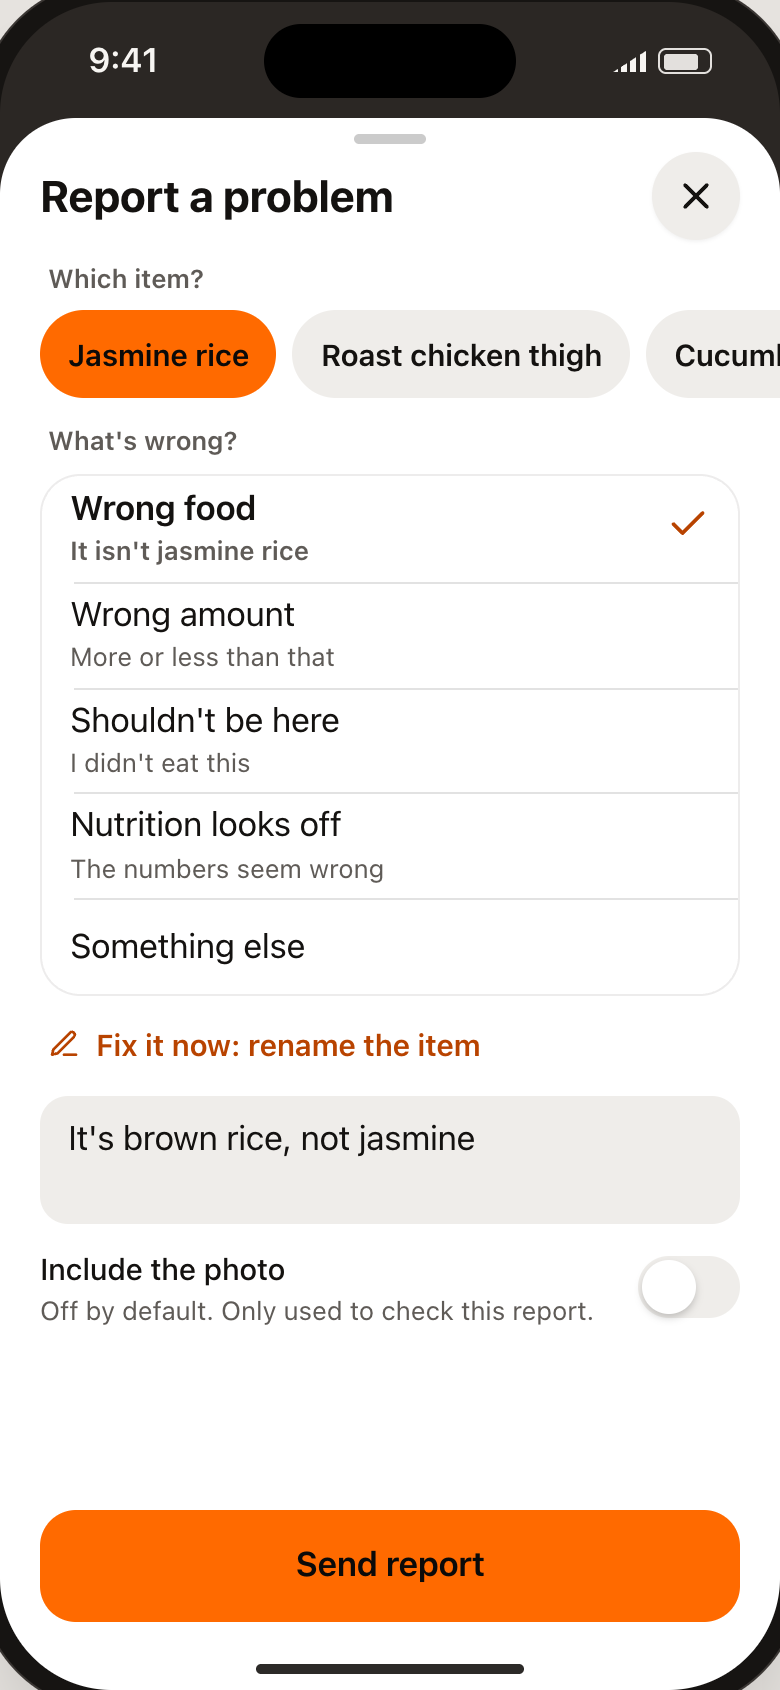 9:41
Report a problem
Which item?
Jasmine rice
Roast chicken thigh
What's wrong?
Wrong food
It isn't jasmine rice
Wrong amount
More or less than that
Shouldn't be here
I didn't eat this
Nutrition looks off
The numbers seem wrong
Something else
Fix it now: rename the item
It's brown rice, not jasmine
Include the photo
Off by default. Only used to check this report.
Send report